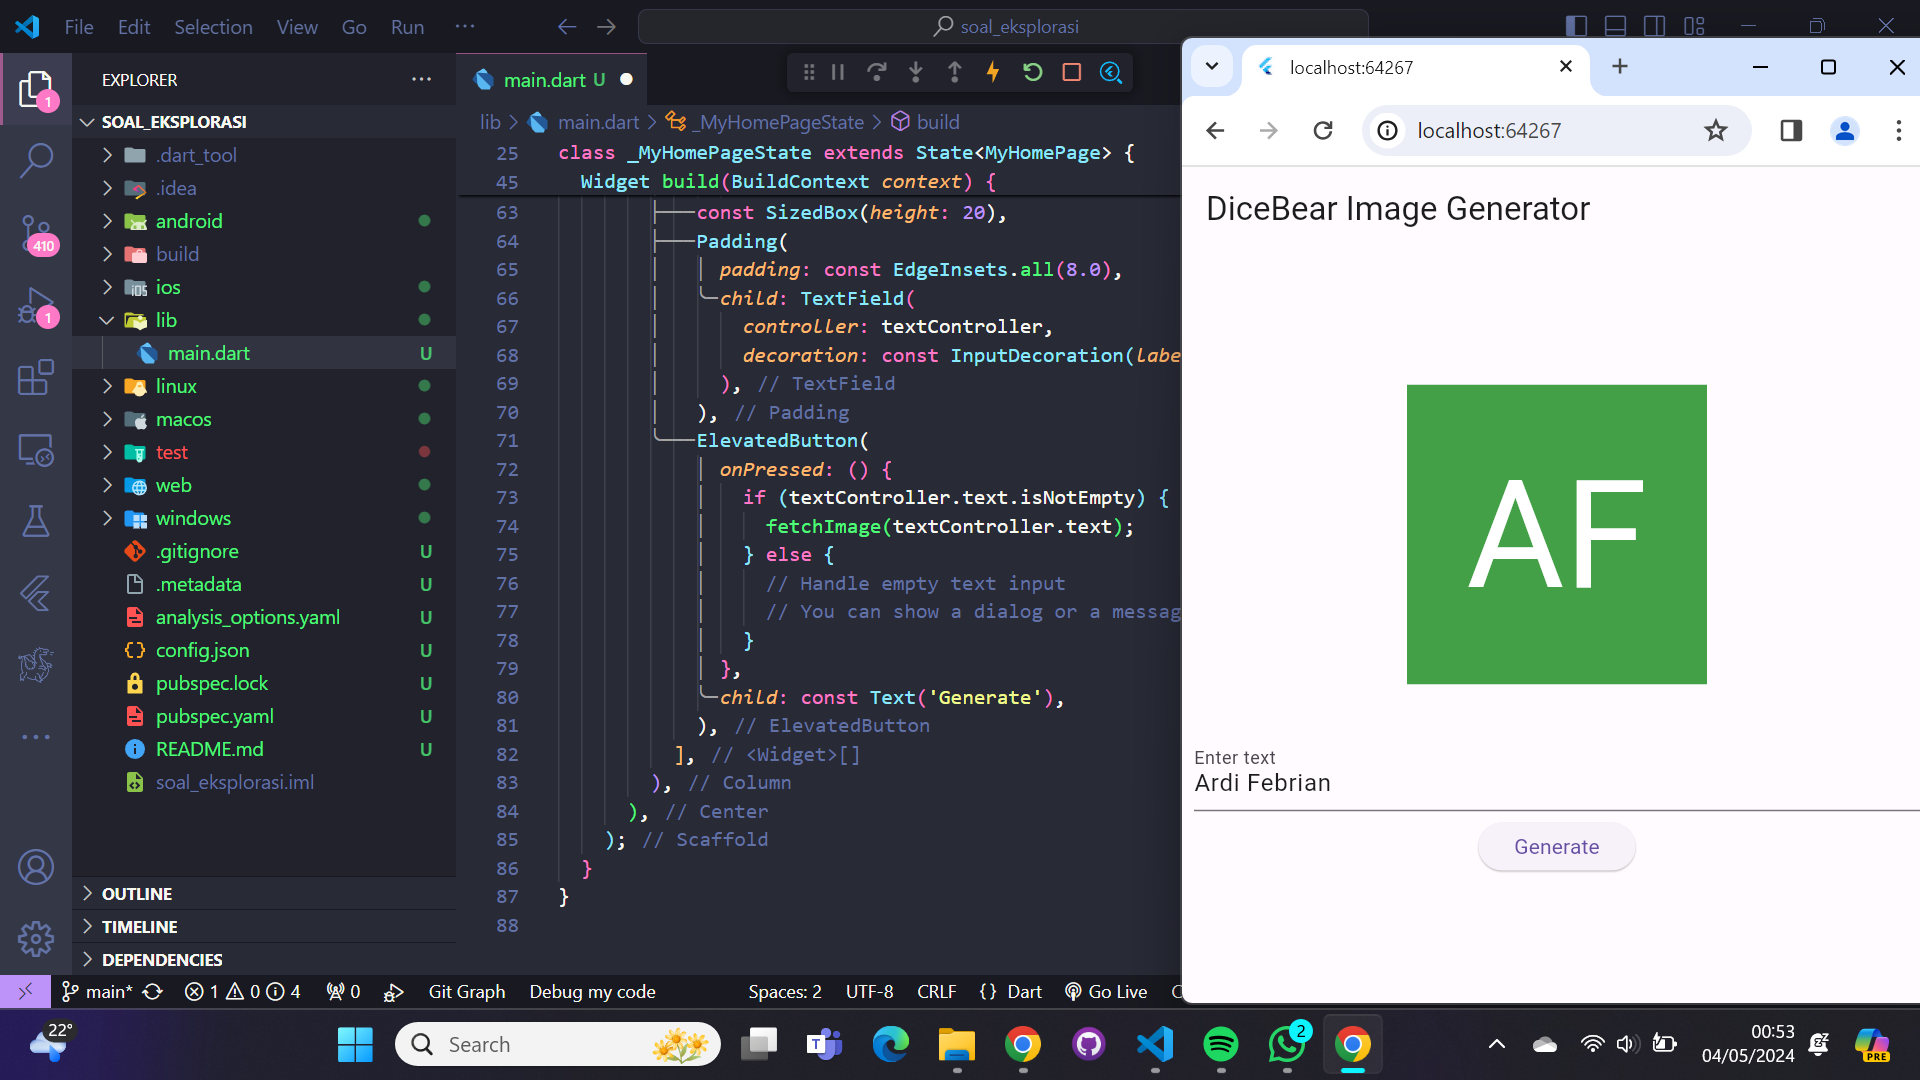 File Edit Selection View Go Run ···
soal_eksplorasi
EXPLORER
SOAL_EKSPLORASI
.dart_tool
.idea
android
build
ios
lib
main.dart U
linux
macos
test
web
windows
.gitignore U
.metadata U
analysis_options.yaml U
config.json U
pubspec.lock U
pubspec.yaml U
README.md U
soal_eksplorasi.iml
OUTLINE
TIMELINE
DEPENDENCIES
1
410
1
main.dart U
lib > main.dart > _MyHomePageState > build
25 class _MyHomePageState extends State<MyHomePage> {
45 Widget build(BuildContext context) {
63 const SizedBox(height: 20),
64 Padding(
65 padding: const EdgeInsets.all(8.0),
66 child: TextField(
67 controller: textController,
68 decoration: const InputDecoration(labe
69 ), // TextField
70 ), // Padding
71 ElevatedButton(
72 onPressed: () {
73 if (textController.text.isNotEmpty) {
74 fetchImage(textController.text);
75 } else {
76 // Handle empty text input
77 // You can show a dialog or a messag
78 }
79 },
80 child: const Text('Generate'),
81 ), // ElevatedButton
82 ], // <Widget>[]
83 ), // Column
84 ), // Center
85 ); // Scaffold
86 }
87 }
88
main* 1 0 4 0 Git Graph Debug my code Spaces: 2 UTF-8 CRLF {} Dart Go Live
localhost:64267
localhost:64267
DiceBear Image Generator
AF
Enter text
Ardi Febrian
Generate
22°
Search
T
2
00:53
04/05/2024
PRE